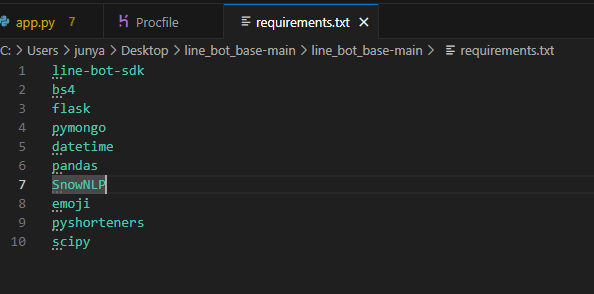 app.py 7 Procfile requirements.txt
C: > Users > junya > Desktop > line_bot_base-main > line_bot_base-main > requirements.txt
1 line-bot-sdk
2 bs4
3 flask
4 pymongo
5 datetime
6 pandas
7 SnowNLP
8 emoji
9 pyshorteners
10 scipy